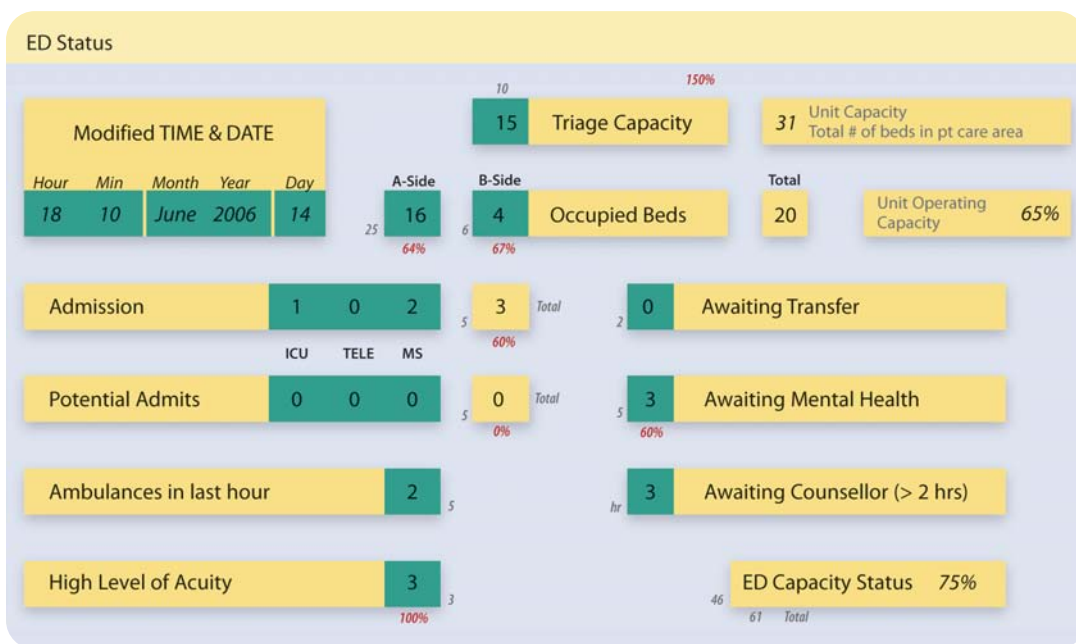 ED Status
10
150%
15 Triage Capacity
31 Unit Capacity
Total # of beds in pt care area
Modified TIME & DATE
Hour Min Month Year Day
18 10 June 2006 14
A-Side B-Side Total
25 16 6 4 Occupied Beds 20
64% 67%
Unit Operating
Capacity 65%
Admission 1 0 2 5 3 Total
60%
2 0 Awaiting Transfer
ICU TELE MS
Potential Admits 0 0 0 5 0 Total
0%
5 3 Awaiting Mental Health
60%
Ambulances in last hour 2 5
hr 3 Awaiting Counsellor (> 2 hrs)
High Level of Acuity 3 3
100%
46 ED Capacity Status 75%
61 Total